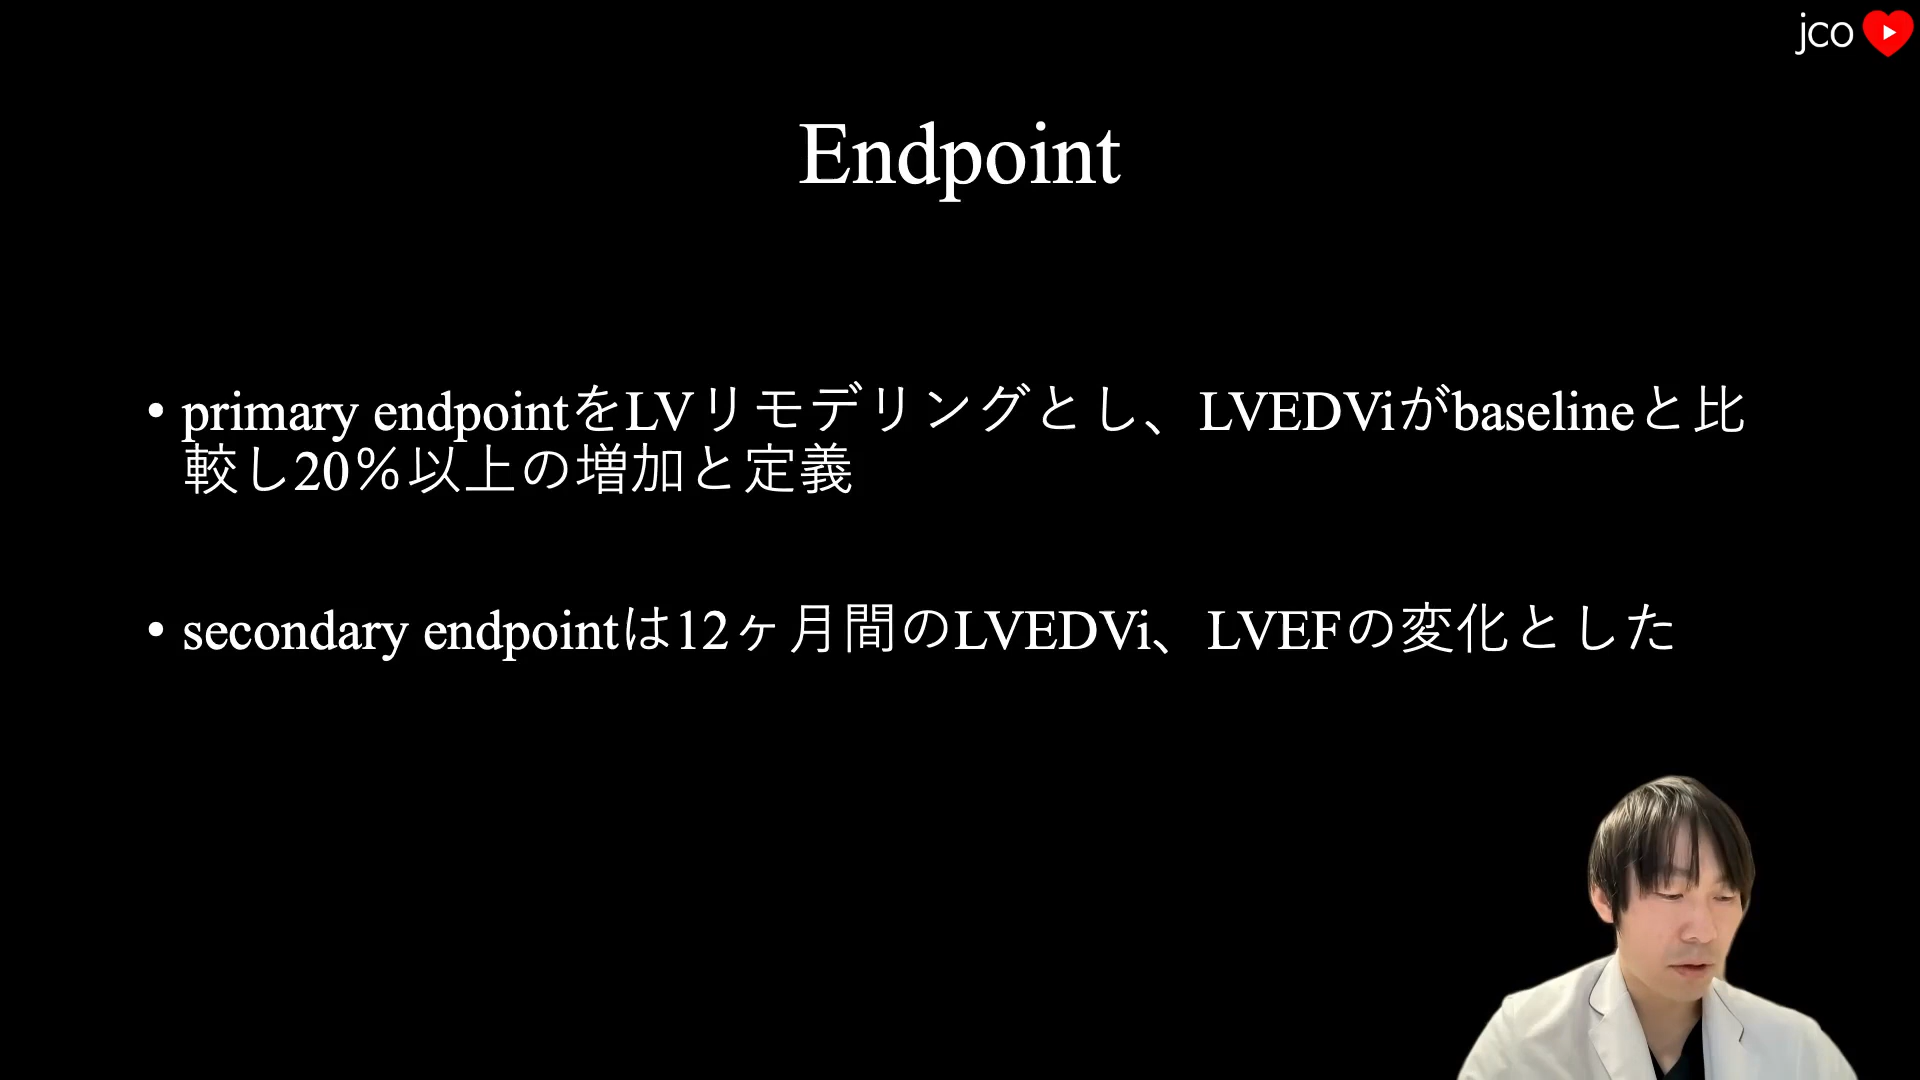 jco
Endpoint
• primary endpointをLVリモデリングとし、LVEDViがbaselineと比
較し20％以上の増加と定義
• secondary endpointは12ヶ月間のLVEDVi、LVEFの変化とした